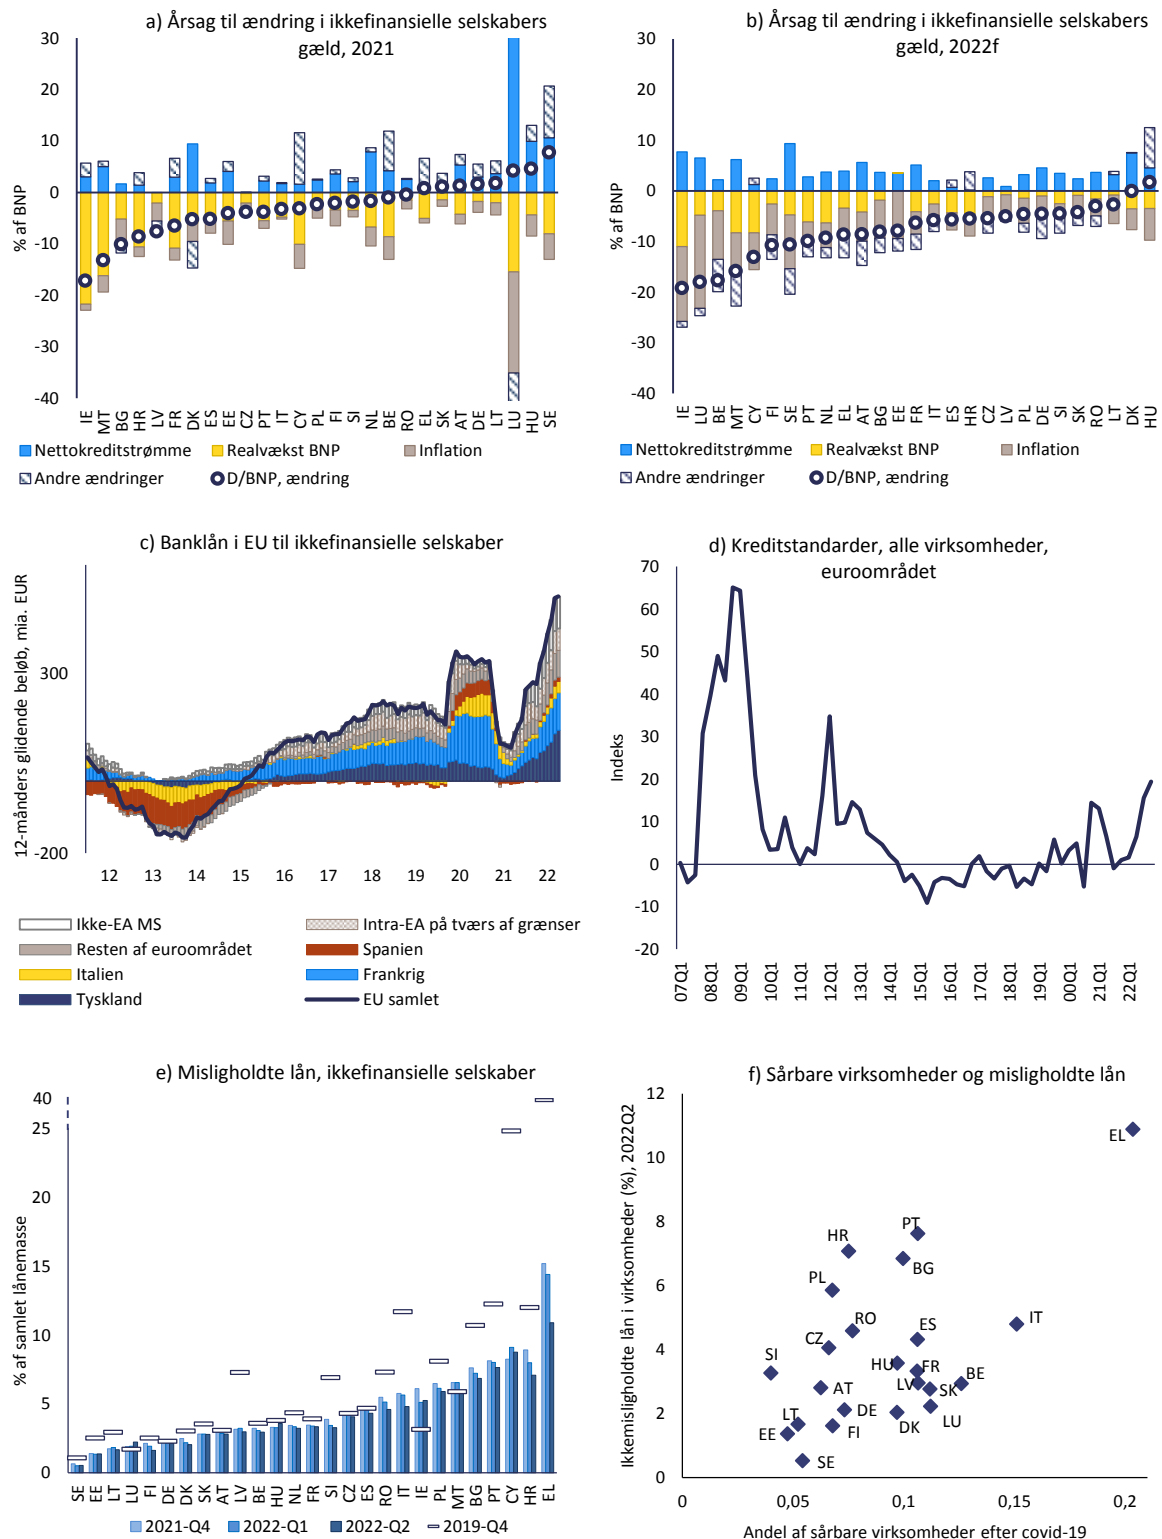 a) Årsag til ændring i ikkefinansielle selskabers
gæld, 2021
% af BNP
30
20
10
0
-10
-20
-30
-40
IE MT BG HR LV FR DK ES EE CZ PT IT CY PL FI SI NL BE RO EL SK AT DE LT LU HU SE
Nettokreditstrømme Realvækst BNP Inflation
Andre ændringer D/BNP, ændring
b) Årsag til ændring i ikkefinansielle selskabers
gæld, 2022f
% af BNP
30
20
10
0
-10
-20
-30
-40
IE LU BE MT CY FI SE PT NL EL AT BG EE FR IT ES HR CZ LV PL DE SI SK RO LT DK HU
Nettokreditstrømme Realvækst BNP Inflation
Andre ændringer D/BNP, ændring
c) Banklån i EU til ikkefinansielle selskaber
12-månders glidende beløb, mia. EUR
300
-200
12 13 14 15 16 17 18 19 20 21 22
Ikke-EA MS Intra-EA på tværs af grænser
Resten af euroområdet Spanien
Italien Frankrig
Tyskland EU samlet
d) Kreditstandarder, alle virksomheder,
euroområdet
Indeks
70
60
50
40
30
20
10
0
-10
-20
07Q1 08Q1 09Q1 10Q1 11Q1 12Q1 13Q1 14Q1 15Q1 16Q1 17Q1 18Q1 19Q1 00Q1 21Q1 22Q1
e) Misligholdte lån, ikkefinansielle selskaber
% af samlet lånemasse
40
25
20
15
10
5
0
SE EE LT LU FI DE DK SK AT LV BE HU NL FR SI CZ ES RO IT IE PL MT BG PT CY HR EL
2021-Q4 2022-Q1 2022-Q2 2019-Q4
f) Sårbare virksomheder og misligholdte lån
Ikkemisligholdte lån i virksomheder (%), 2022Q2
12
10
8
6
4
2
0
EL
PT
HR
BG
PL
IT
RO
ES
CZ
SI
HU
FR
BE
AT
LV
SK
LT
DE
LU
EE
FI
DK
SE
0 0,05 0,1 0,15 0,2
Andel af sårbare virksomheder efter covid-19